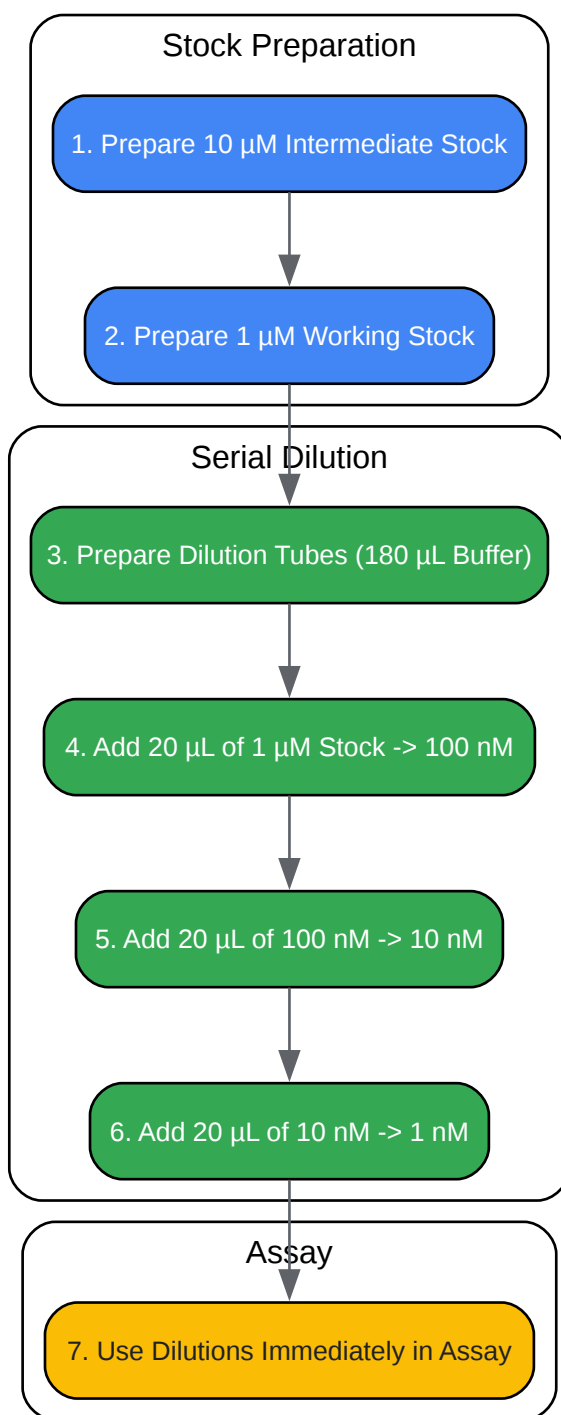 Stock Preparation
1. Prepare 10 µM Intermediate Stock
2. Prepare 1 µM Working Stock
Serial Dilution
3. Prepare Dilution Tubes (180 µL Buffer)
4. Add 20 µL of 1 µM Stock -> 100 nM
5. Add 20 µL of 100 nM -> 10 nM
6. Add 20 µL of 10 nM -> 1 nM
Assay
7. Use Dilutions Immediately in Assay